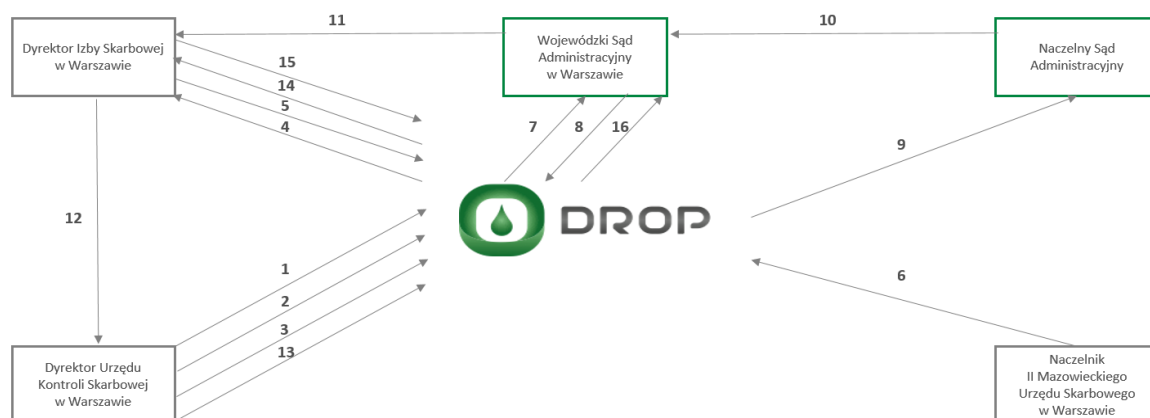 11
10
Dyrektor Izby Skarbowej
w Warszawie
Wojewódzki Sąd
Administracyjny
w Warszawie
Naczelny Sąd
Administracyjny
15
14
5
4
7
8
16
9
DROP
12
1
2
3
13
6
Dyrektor Urzędu
Kontroli Skarbowej
w Warszawie
Naczelnik
II Mazowieckiego
Urzędu Skarbowego
w Warszawie